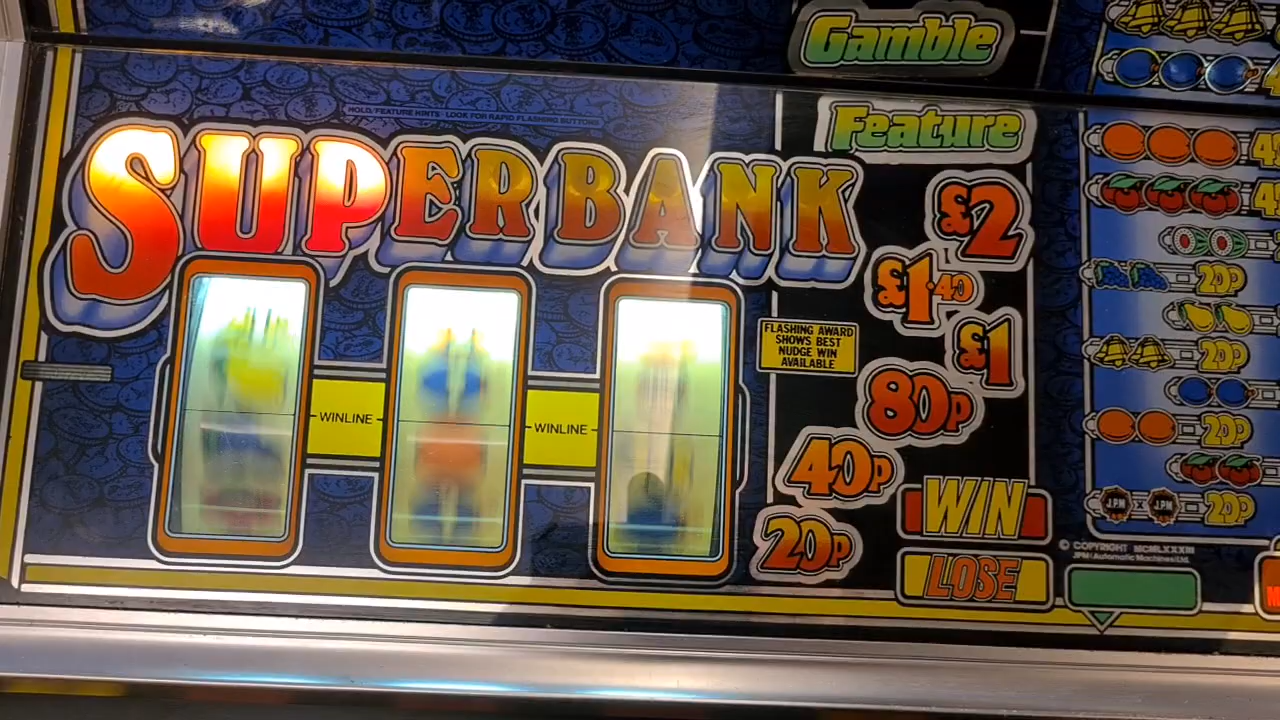 Gamble
HOLD/FEATURE HINTS - LOOK FOR RAPID FLASHING BUTTONS
Feature
SUPERBANK
£2
£1.40
£1
FLASHING AWARD
SHOWS BEST
NUDGE WIN
AVAILABLE
80p
WINLINE
WINLINE
40p
20p
WIN
LOSE
20p
20p
20p
J.P.M X J.P.M 20p
© COPYRIGHT MCMLXXXIII
JPM (Automatic Machines) Ltd.